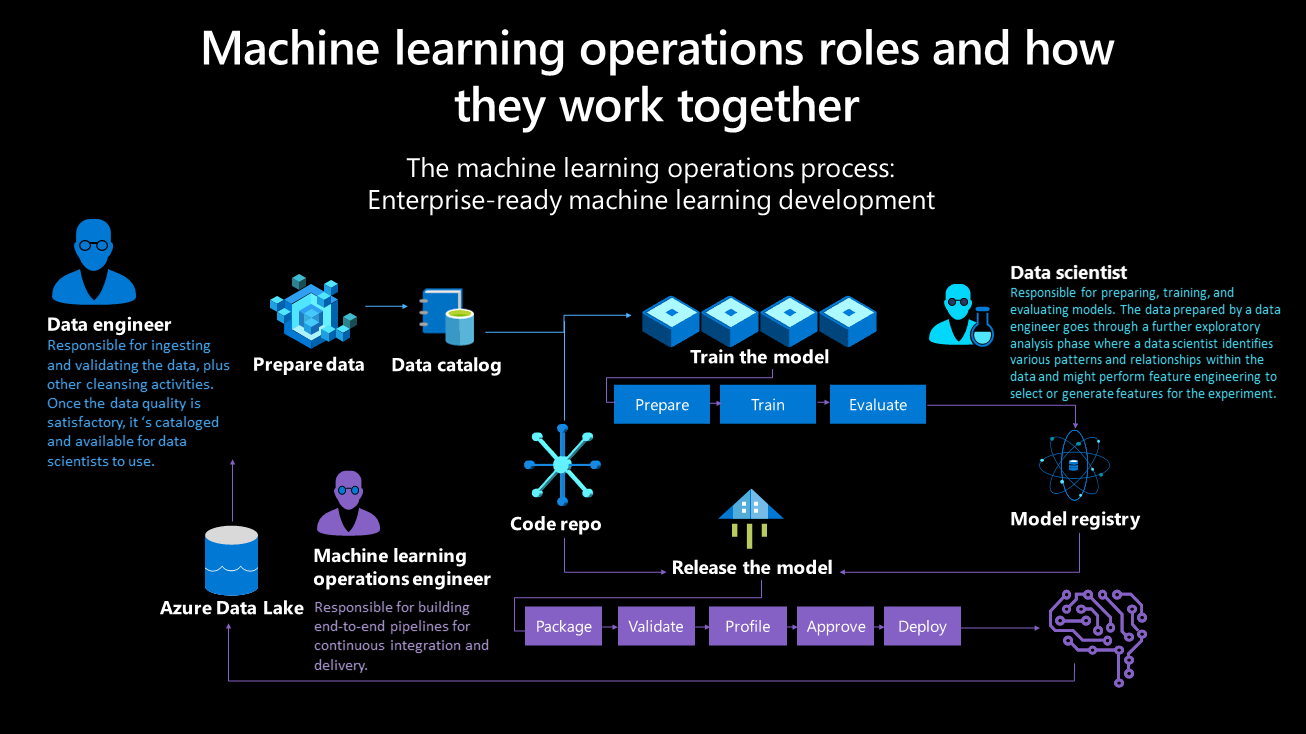 Machine learning operations roles and how
they work together
The machine learning operations process:
Enterprise-ready machine learning development
Data engineer
Responsible for ingesting
and validating the data, plus
other cleansing activities.
Once the data quality is
satisfactory, it ‘s cataloged
and available for data
scientists to use.
Prepare data
Data catalog
Train the model
Prepare
Train
Evaluate
Data scientist
Responsible for preparing, training, and
evaluating models. The data prepared by a data
engineer goes through a further exploratory
analysis phase where a data scientist identifies
various patterns and relationships within the
data and might perform feature engineering to
select or generate features for the experiment.
Code repo
Model registry
Release the model
Azure Data Lake
Machine learning
operations engineer
Responsible for building
end-to-end pipelines for
continuous integration and
delivery.
Package
Validate
Profile
Approve
Deploy